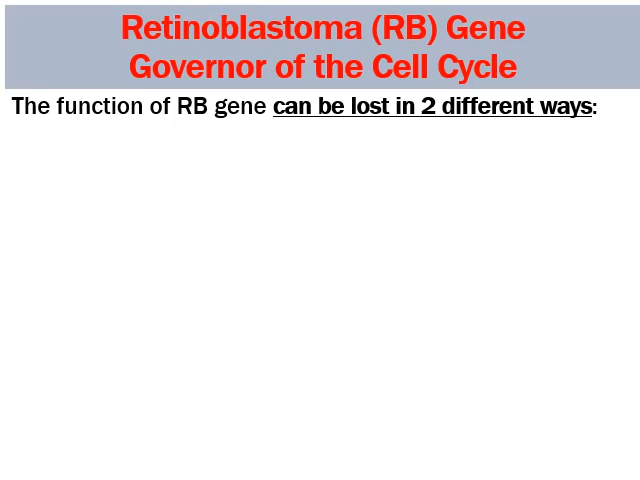 Retinoblastoma (RB) Gene
Governor of the Cell Cycle
The function of RB gene can be lost in 2 different ways: